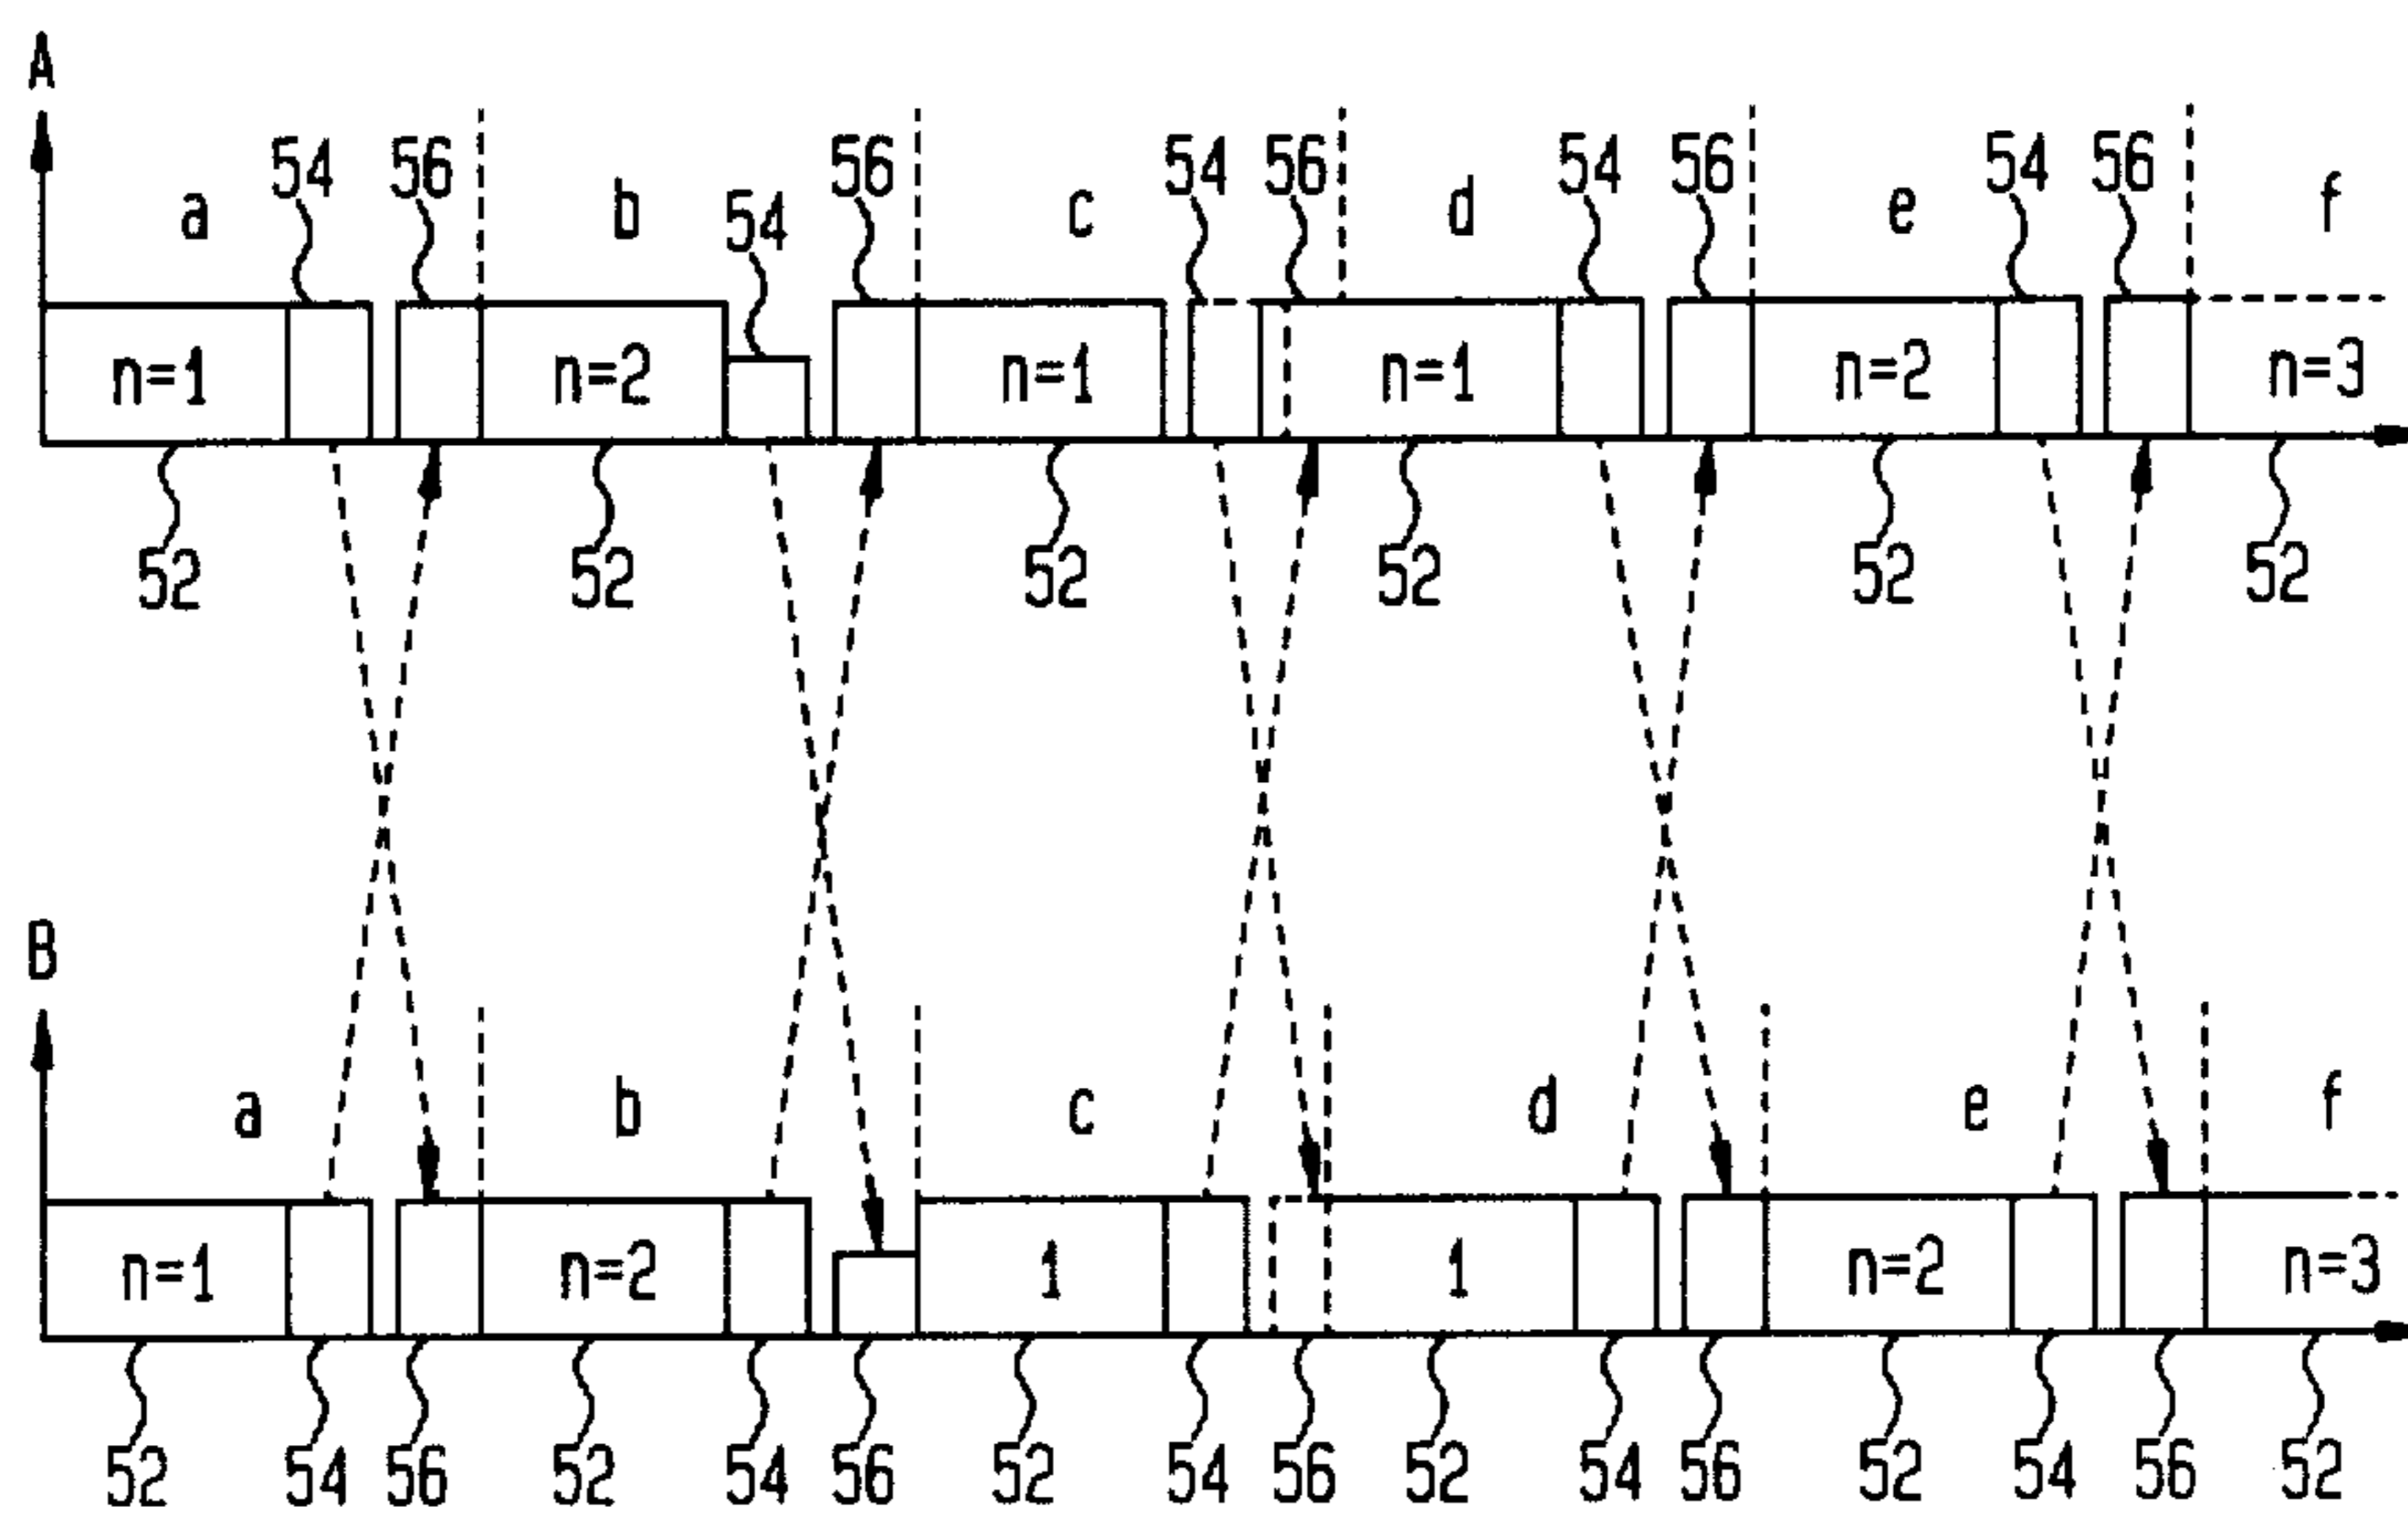 A
54 56 56 54 56 54 56 54 56
a b 54 c d e f
n=1 n=2 n=1 n=1 n=2 n=3
52 52 52 52 52 52
B
a b c d e f
n=1 n=2 1 1 n=2 n=3
52 54 56 52 54 56 52 54 56 52 54 56 52 54 56 52